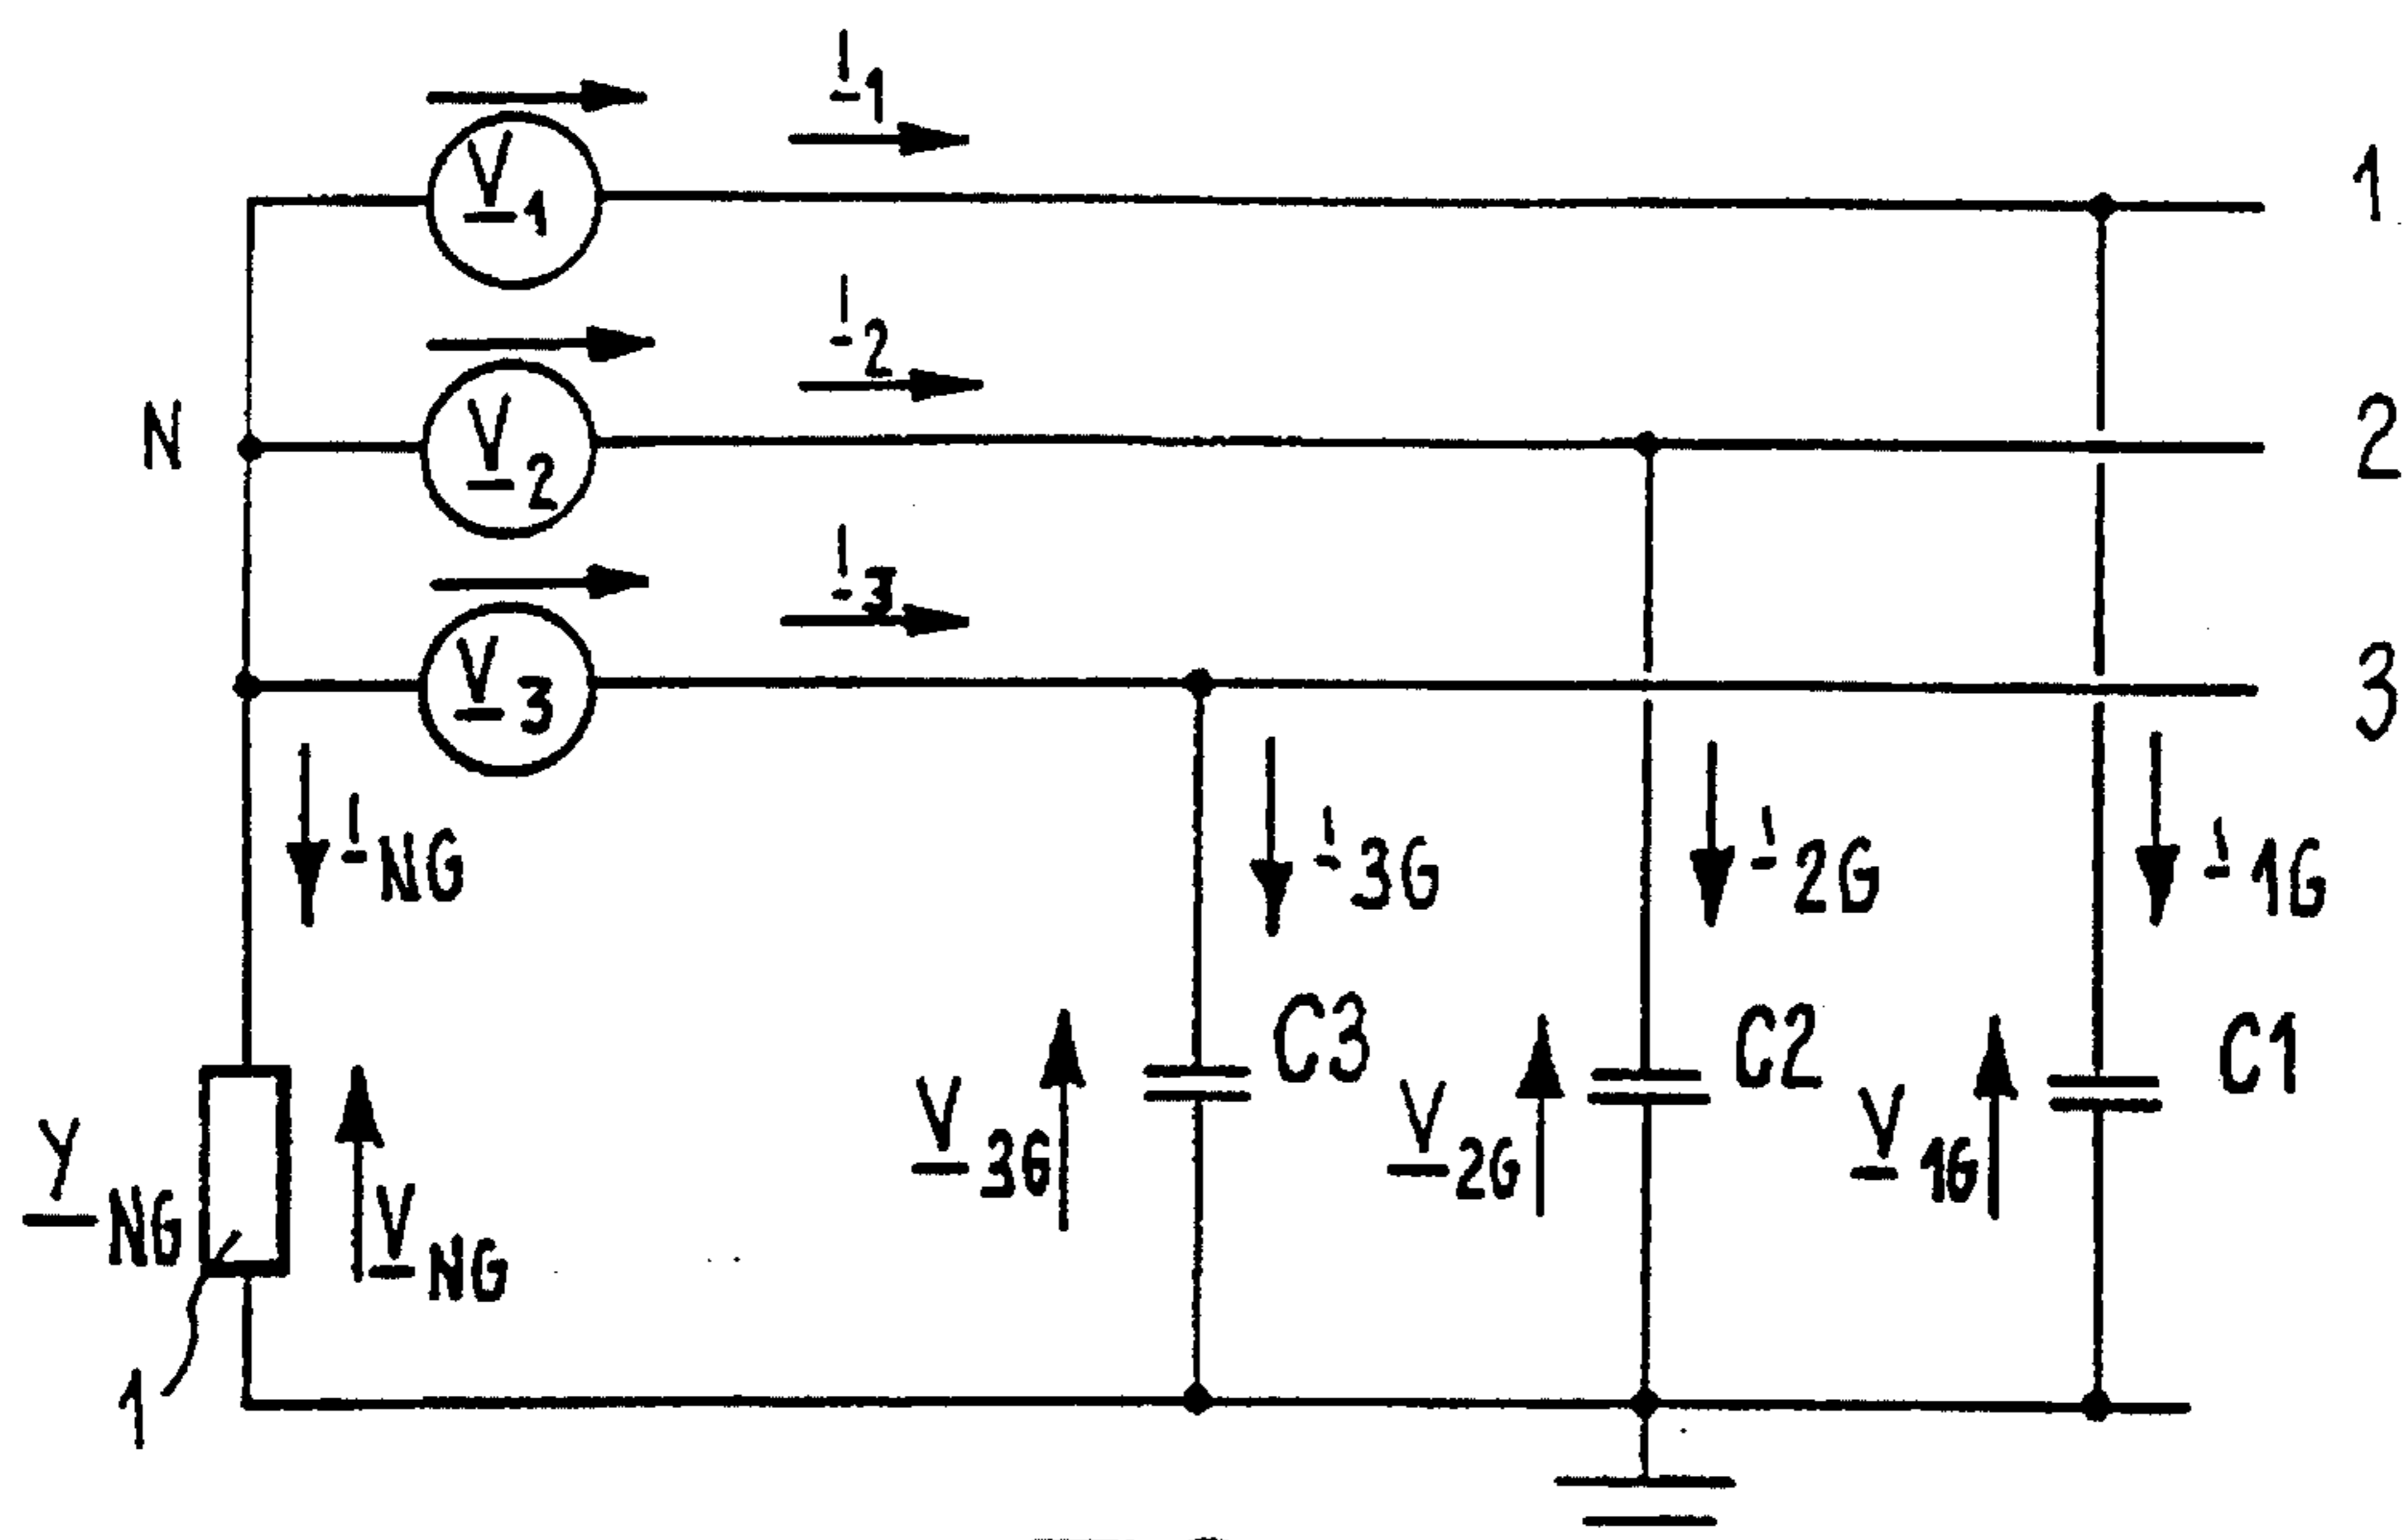 I1
V1
1
I2
N
V2
2
I3
V3
3
ING
I3G
I2G
I1G
C3
C2
C1
YNG
VNG
V3G
V2G
V1G
1